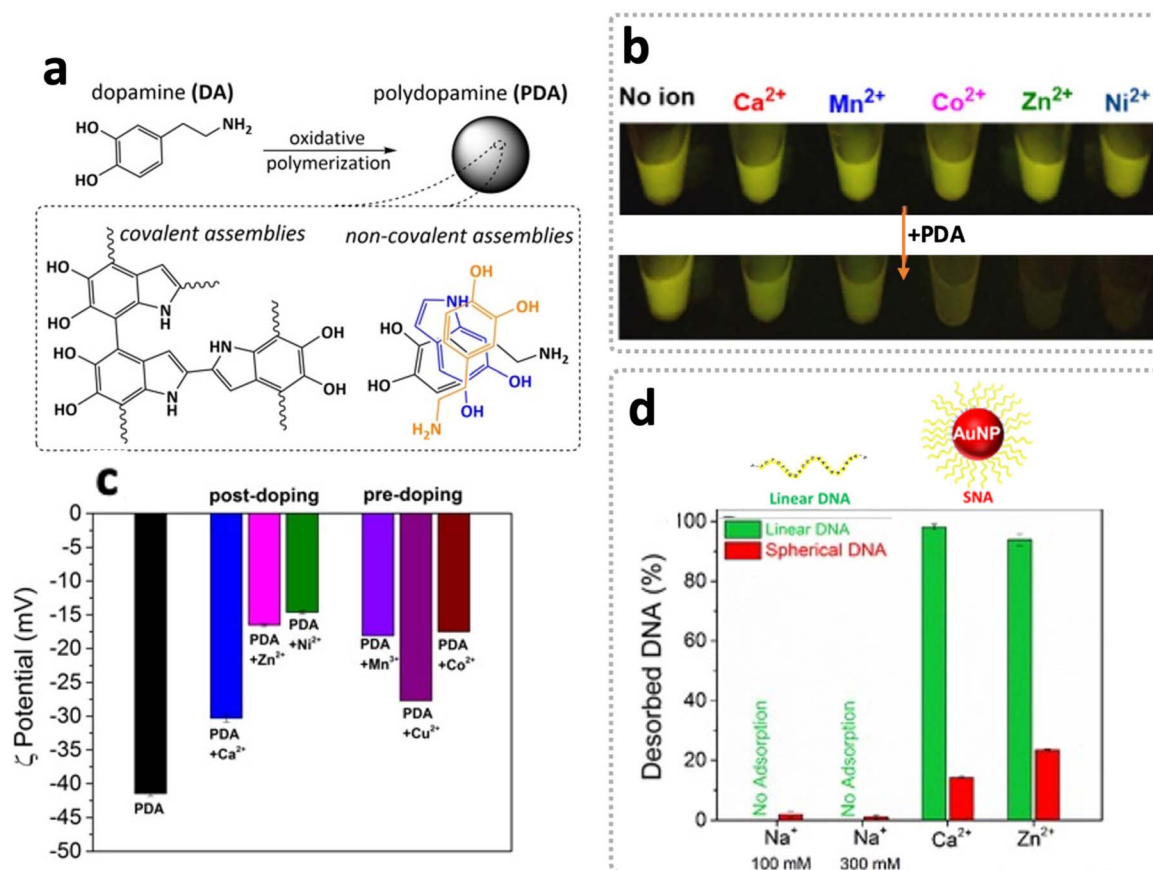 a
dopamine (DA)
polydopamine (PDA)
HO
NH₂
HO
oxidative
polymerization
covalent assemblies
non-covalent assemblies
HO
HO
N
H
HO
HO
N
H
HN
OH
OH
OH
OH
NH
HO
HO
NH₂
OH
OH
H₂N
b
No ion
Ca²⁺
Mn²⁺
Co²⁺
Zn²⁺
Ni²⁺
+PDA
c
post-doping
pre-doping
ζ Potential (mV)
0
-5
-10
-15
-20
-25
-30
-35
-40
-45
-50
PDA
PDA
+Ca²⁺
PDA
+Zn²⁺
PDA
+Ni²⁺
PDA
+Mn³⁺
PDA
+Cu²⁺
PDA
+Co²⁺
d
Linear DNA
AuNP
SNA
Linear DNA
Spherical DNA
Desorbed DNA (%)
100
80
60
40
20
0
No Adsorption
No Adsorption
Na⁺
100 mM
Na⁺
300 mM
Ca²⁺
Zn²⁺